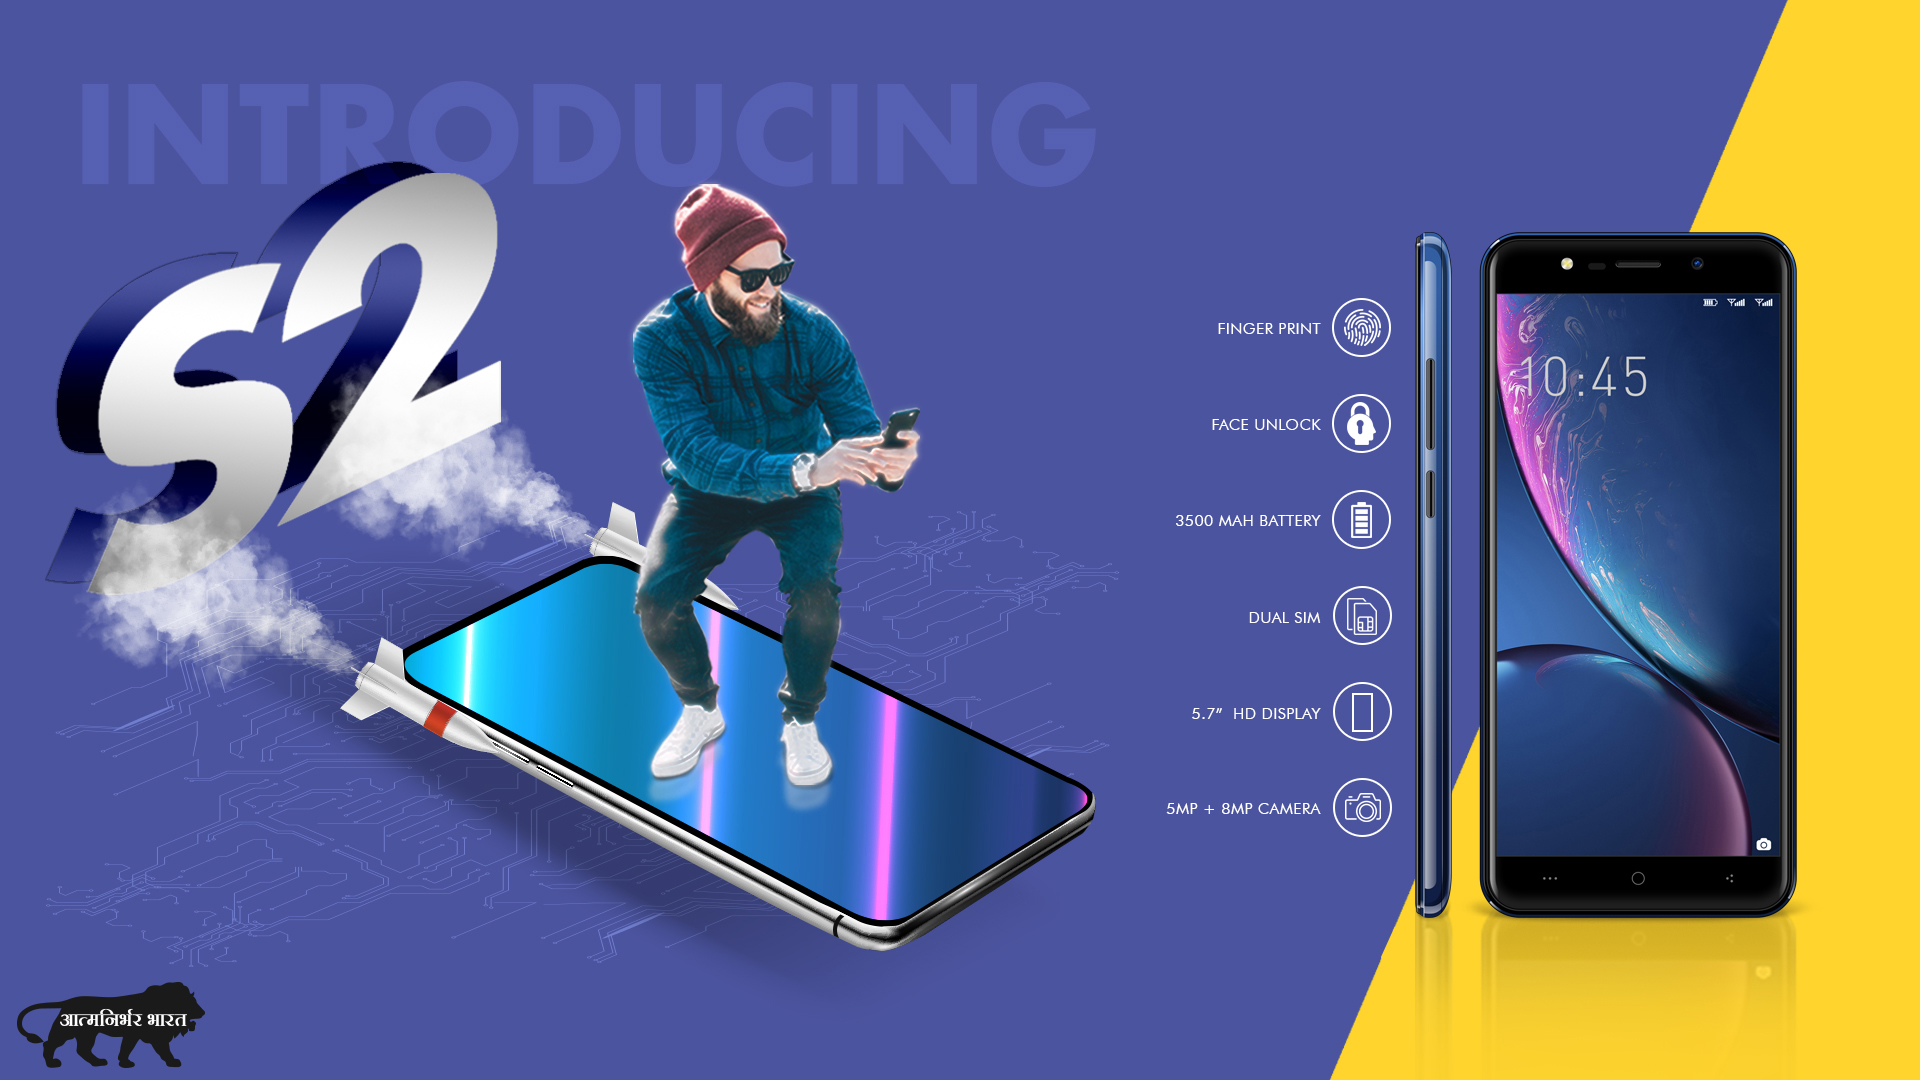 INTRODUCING
S2
FINGER PRINT
FACE UNLOCK
3500 MAH BATTERY
DUAL SIM
5.7" HD DISPLAY
5MP + 8MP CAMERA
10:45
आत्मनिर्भर भारत